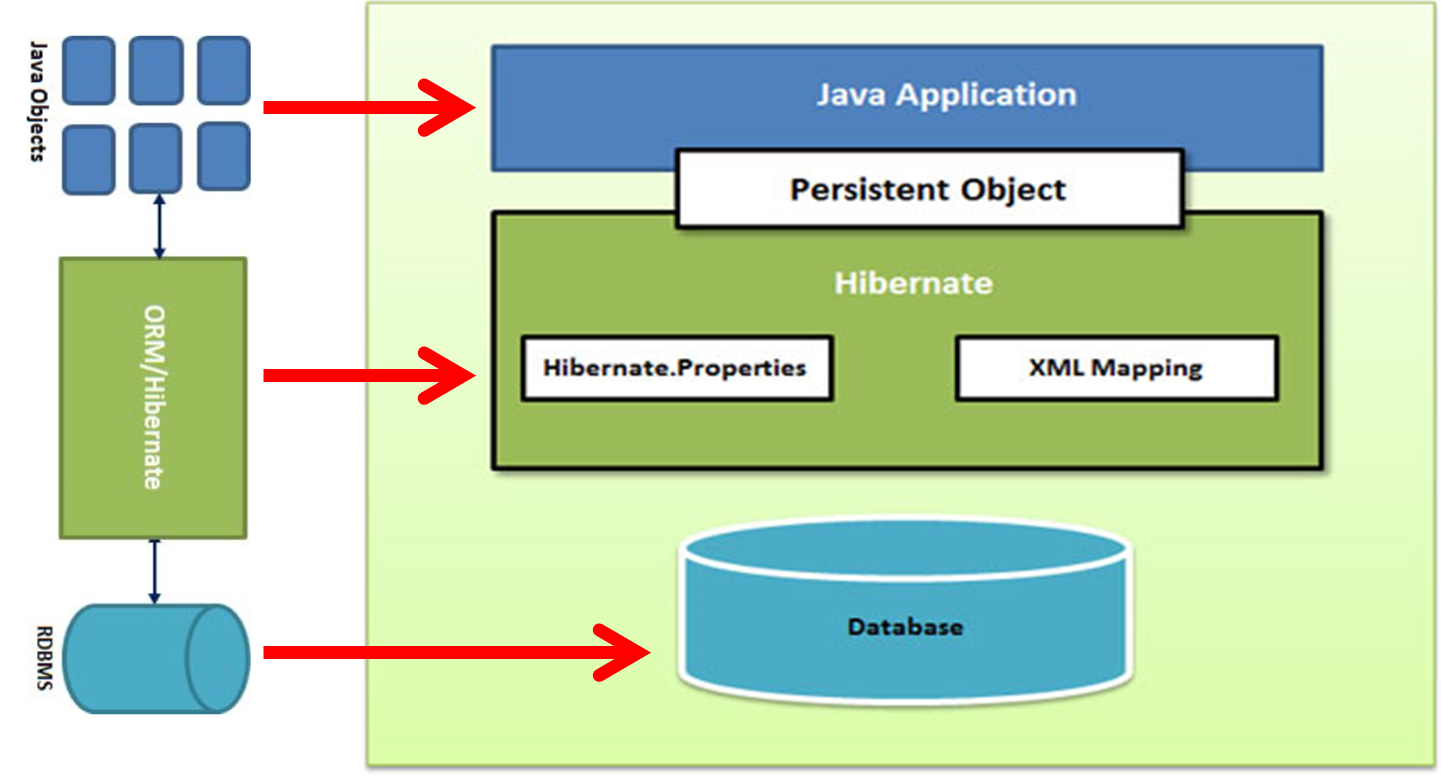 Java Objects
ORM/Hibernate
RDBMS
Java Application
Persistent Object
Hibernate
Hibernate.Properties
XML Mapping
Database